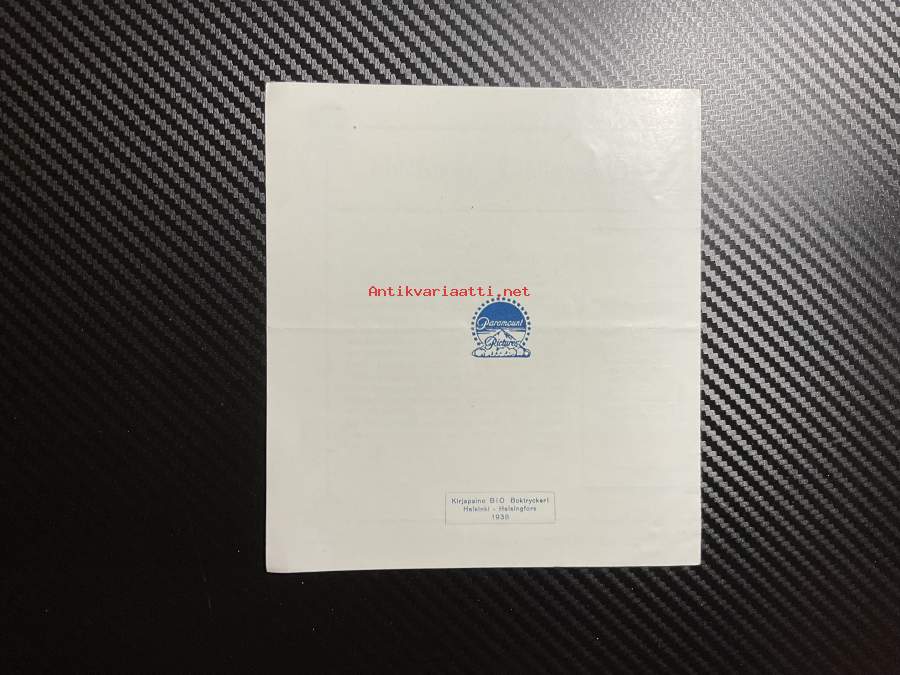 Antikvariaatti.net
Paramount
Pictures
Kirjapaino BIO Boktryckeri
Helsinki - Helsingfors
1938